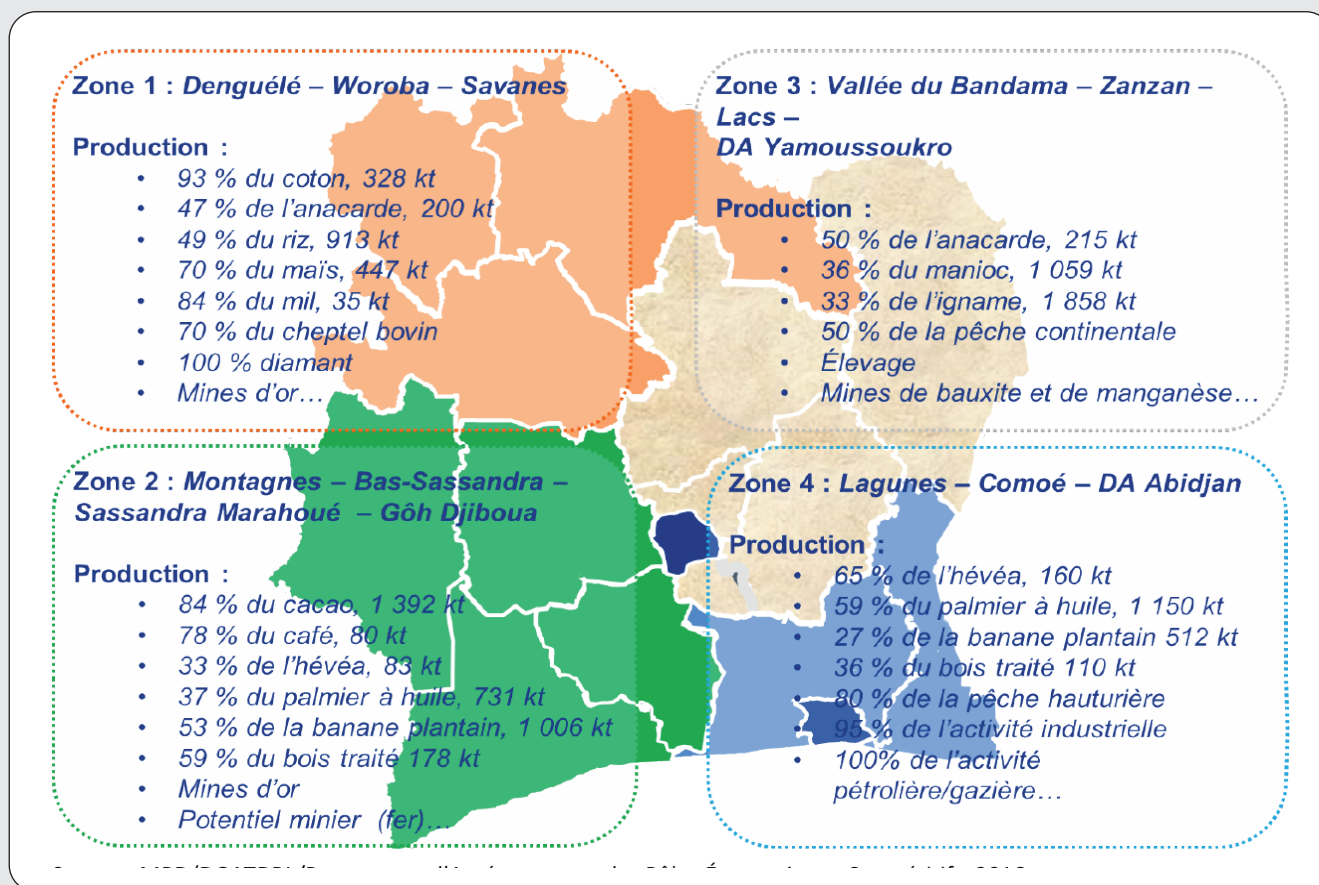 Zone 1 : Denguélé – Woroba – Savanes
Production :
• 93 % du coton, 328 kt
• 47 % de l'anacarde, 200 kt
• 49 % du riz, 913 kt
• 70 % du maïs, 447 kt
• 84 % du mil, 35 kt
• 70 % du cheptel bovin
• 100 % diamant
• Mines d'or…
Zone 3 : Vallée du Bandama – Zanzan –
Lacs –
DA Yamoussoukro
Production :
• 50 % de l'anacarde, 215 kt
• 36 % du manioc, 1 059 kt
• 33 % de l'igname, 1 858 kt
• 50 % de la pêche continentale
• Élevage
• Mines de bauxite et de manganèse…
Zone 2 : Montagnes – Bas-Sassandra –
Sassandra Marahoué – Gôh Djiboua
Production :
• 84 % du cacao, 1 392 kt
• 78 % du café, 80 kt
• 33 % de l'hévéa, 83 kt
• 37 % du palmier à huile, 731 kt
• 53 % de la banane plantain, 1 006 kt
• 59 % du bois traité 178 kt
• Mines d'or
• Potentiel minier (fer)…
Zone 4 : Lagunes – Comoé – DA Abidjan
Production :
• 65 % de l'hévéa, 160 kt
• 59 % du palmier à huile, 1 150 kt
• 27 % de la banane plantain 512 kt
• 36 % du bois traité 110 kt
• 80 % de la pêche hauturière
• 95 % de l'activité industrielle
• 100% de l'activité
pétrolière/gazière…